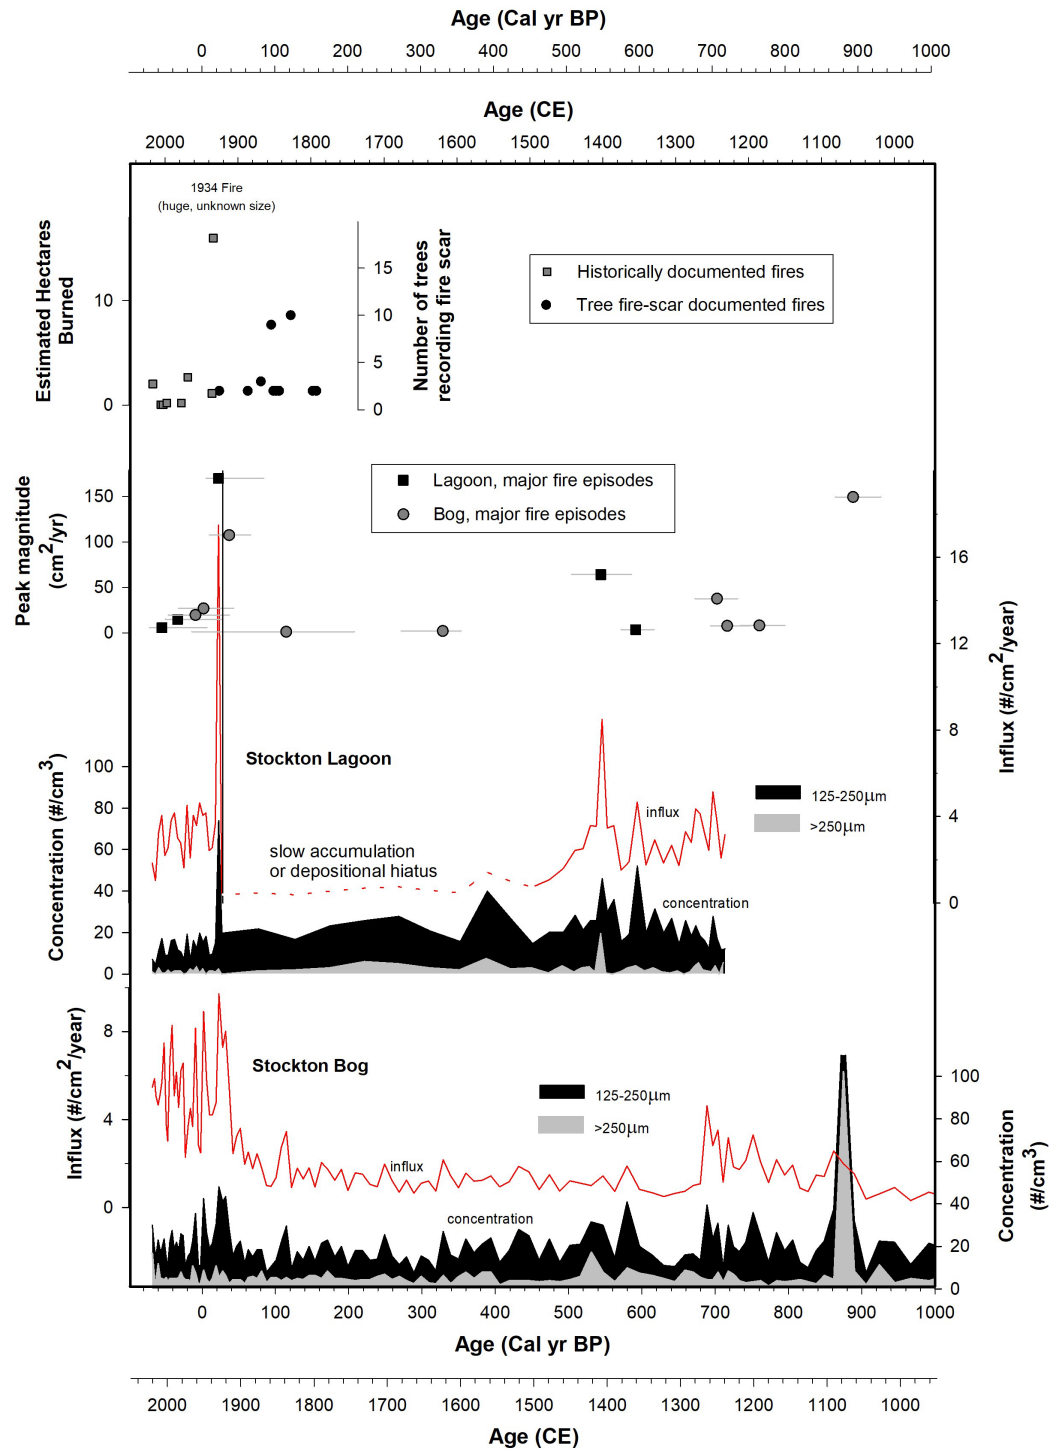 Age (Cal yr BP)
0 100 200 300 400 500 600 700 800 900 1000
Age (CE)
2000 1900 1800 1700 1600 1500 1400 1300 1200 1100 1000
1934 Fire
(huge, unknown size)
Estimated Hectares
Burned
10
0
15
10
5
0
Number of trees
recording fire scar
Historically documented fires
Tree fire-scar documented fires
Peak magnitude
(cm²/yr)
150
100
50
0
Lagoon, major fire episodes
Bog, major fire episodes
16
12
8
4
0
Influx (#/cm²/year)
Stockton Lagoon
Concentration (#/cm³)
100
80
60
40
20
0
slow accumulation
or depositional hiatus
influx
concentration
125-250μm
>250μm
Influx (#/cm²/year)
8
4
0
Stockton Bog
125-250μm
>250μm
influx
concentration
100
80
60
40
20
0
Concentration
(#/cm³)
0 100 200 300 400 500 600 700 800 900 1000
Age (Cal yr BP)
2000 1900 1800 1700 1600 1500 1400 1300 1200 1100 1000
Age (CE)